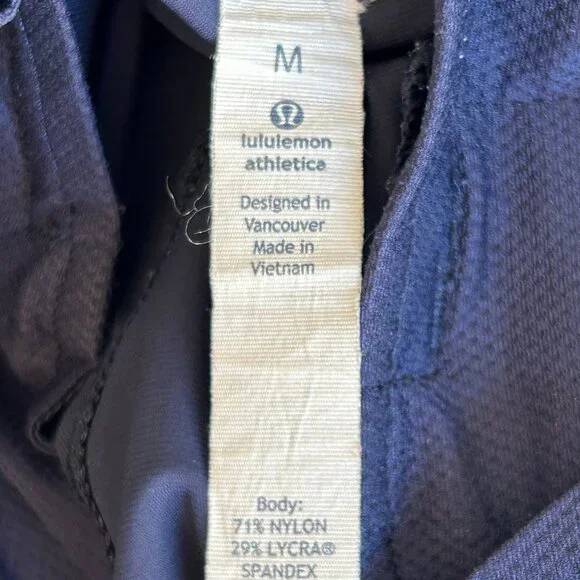 M
lululemon
athletica
Designed in
Vancouver
Made in
Vietnam
Body:
71% NYLON
29% LYCRA®
SPANDEX